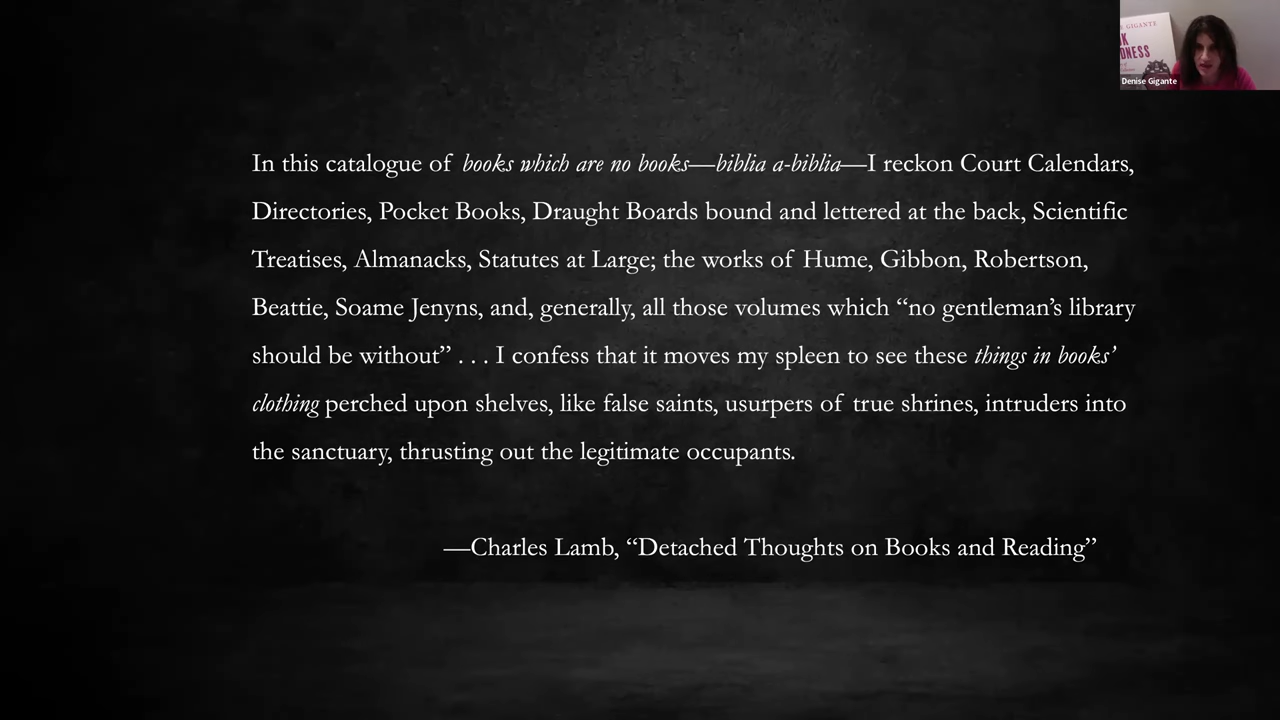 In this catalogue of books which are no books—biblia a-biblia—I reckon Court Calendars,
Directories, Pocket Books, Draught Boards bound and lettered at the back, Scientific
Treatises, Almanacks, Statutes at Large; the works of Hume, Gibbon, Robertson,
Beattie, Soame Jenyns, and, generally, all those volumes which “no gentleman’s library
should be without” . . . I confess that it moves my spleen to see these things in books’
clothing perched upon shelves, like false saints, usurpers of true shrines, intruders into
the sanctuary, thrusting out the legitimate occupants.
—Charles Lamb, “Detached Thoughts on Books and Reading”
GIGANTE
Denise Gigante